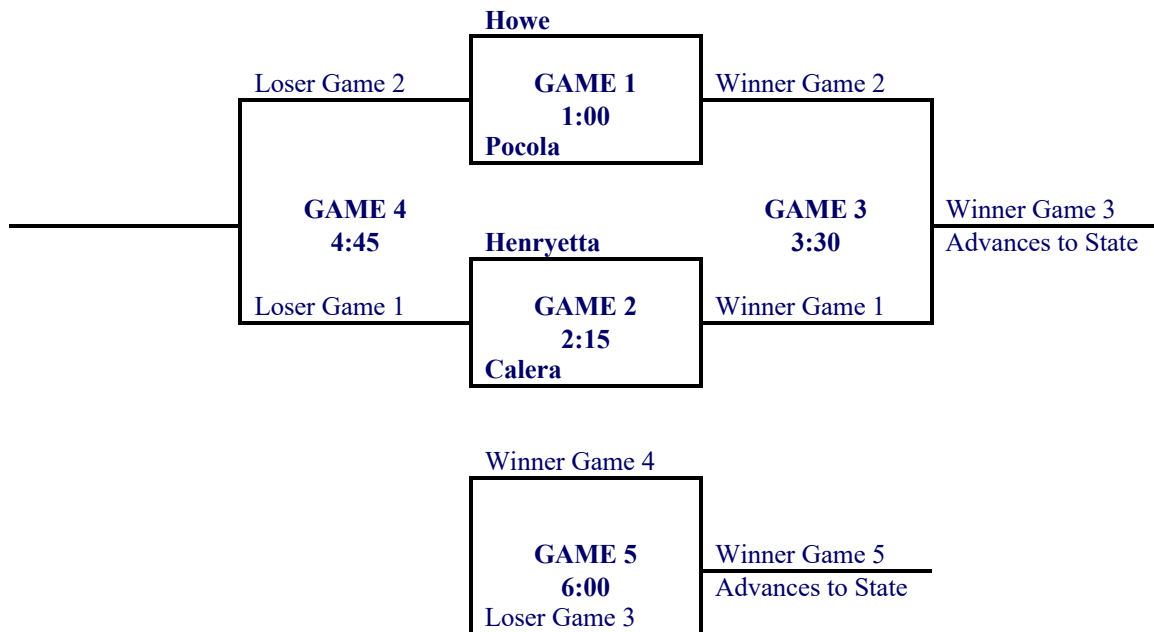 Howe
Loser Game 2
GAME 1
Winner Game 2
1:00
Pocola
GAME 4
GAME 3
Winner Game 3
4:45
Henryetta
3:30
Advances to State
Loser Game 1
GAME 2
Winner Game 1
2:15
Calera
Winner Game 4
GAME 5
Winner Game 5
6:00
Advances to State
Loser Game 3